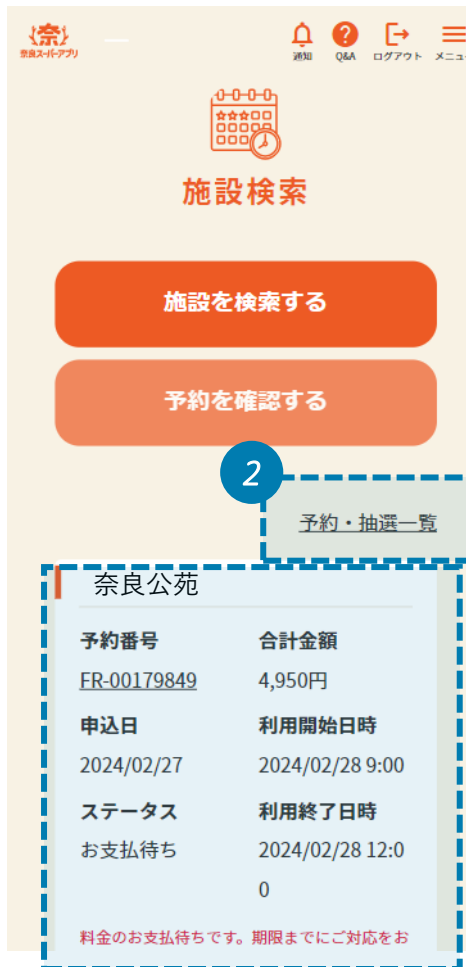 奈
奈良スーパーアプリ
通知 Q&A ログアウト メニュー
施設検索
施設を検索する
予約を確認する
2
予約・抽選一覧
奈良公苑
予約番号 合計金額
FR-00179849 4,950円
申込日 利用開始日時
2024/02/27 2024/02/28 9:00
ステータス 利用終了日時
お支払待ち 2024/02/28 12:0
0
料金のお支払待ちです。期限までにご対応をお